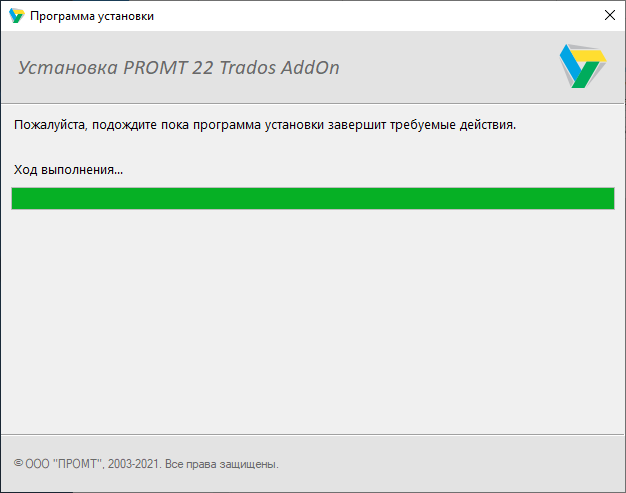 Программа установки
Установка PROMT 22 Trados AddOn
Пожалуйста, подождите пока программа установки завершит требуемые действия.
Ход выполнения...
© ООО "ПРОМТ", 2003-2021. Все права защищены.